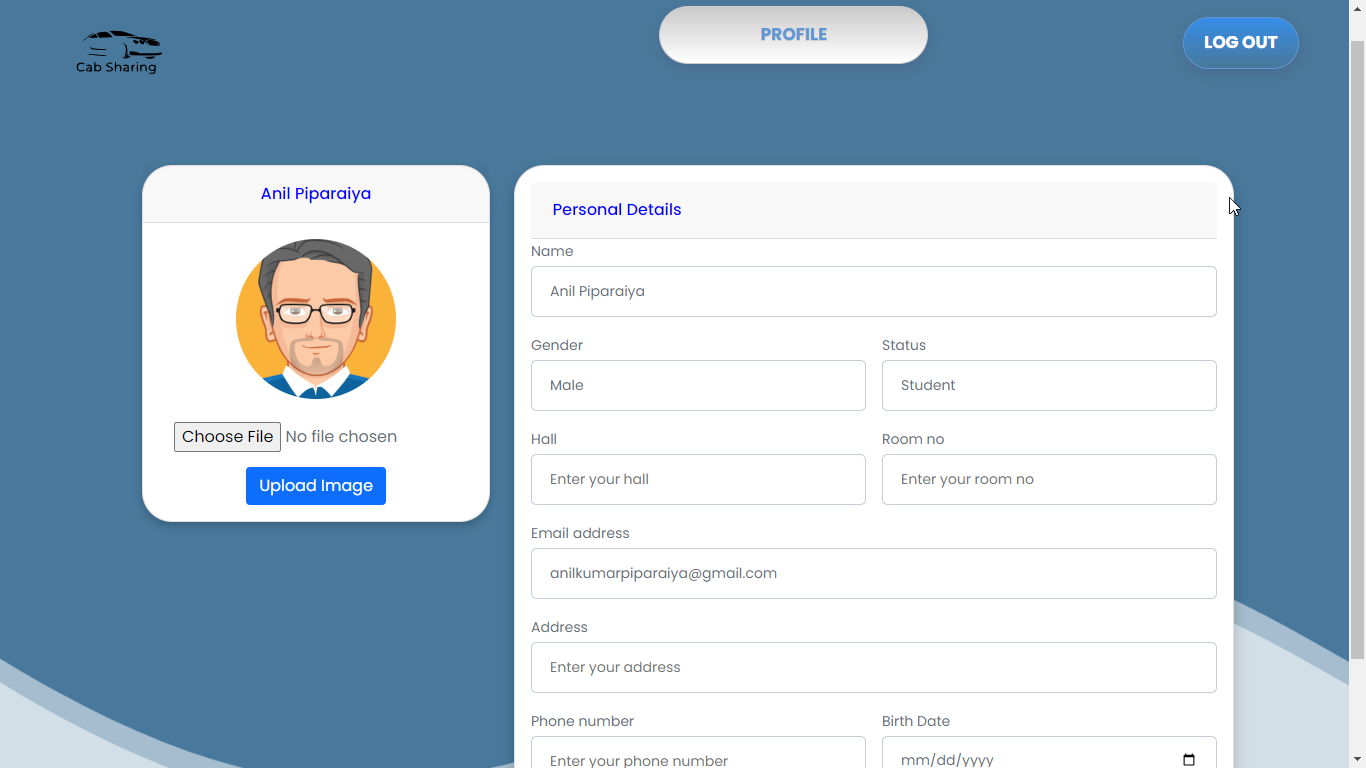 PROFILE
LOG OUT
Cab Sharing
Anil Piparaiya
Choose File No file chosen
Upload Image
Personal Details
Name
Anil Piparaiya
Gender
Status
Male
Student
Hall
Room no
Enter your hall
Enter your room no
Email address
anilkumarpiparaiya@gmail.com
Address
Enter your address
Phone number
Birth Date
Enter your phone number
mm/dd/yyyy